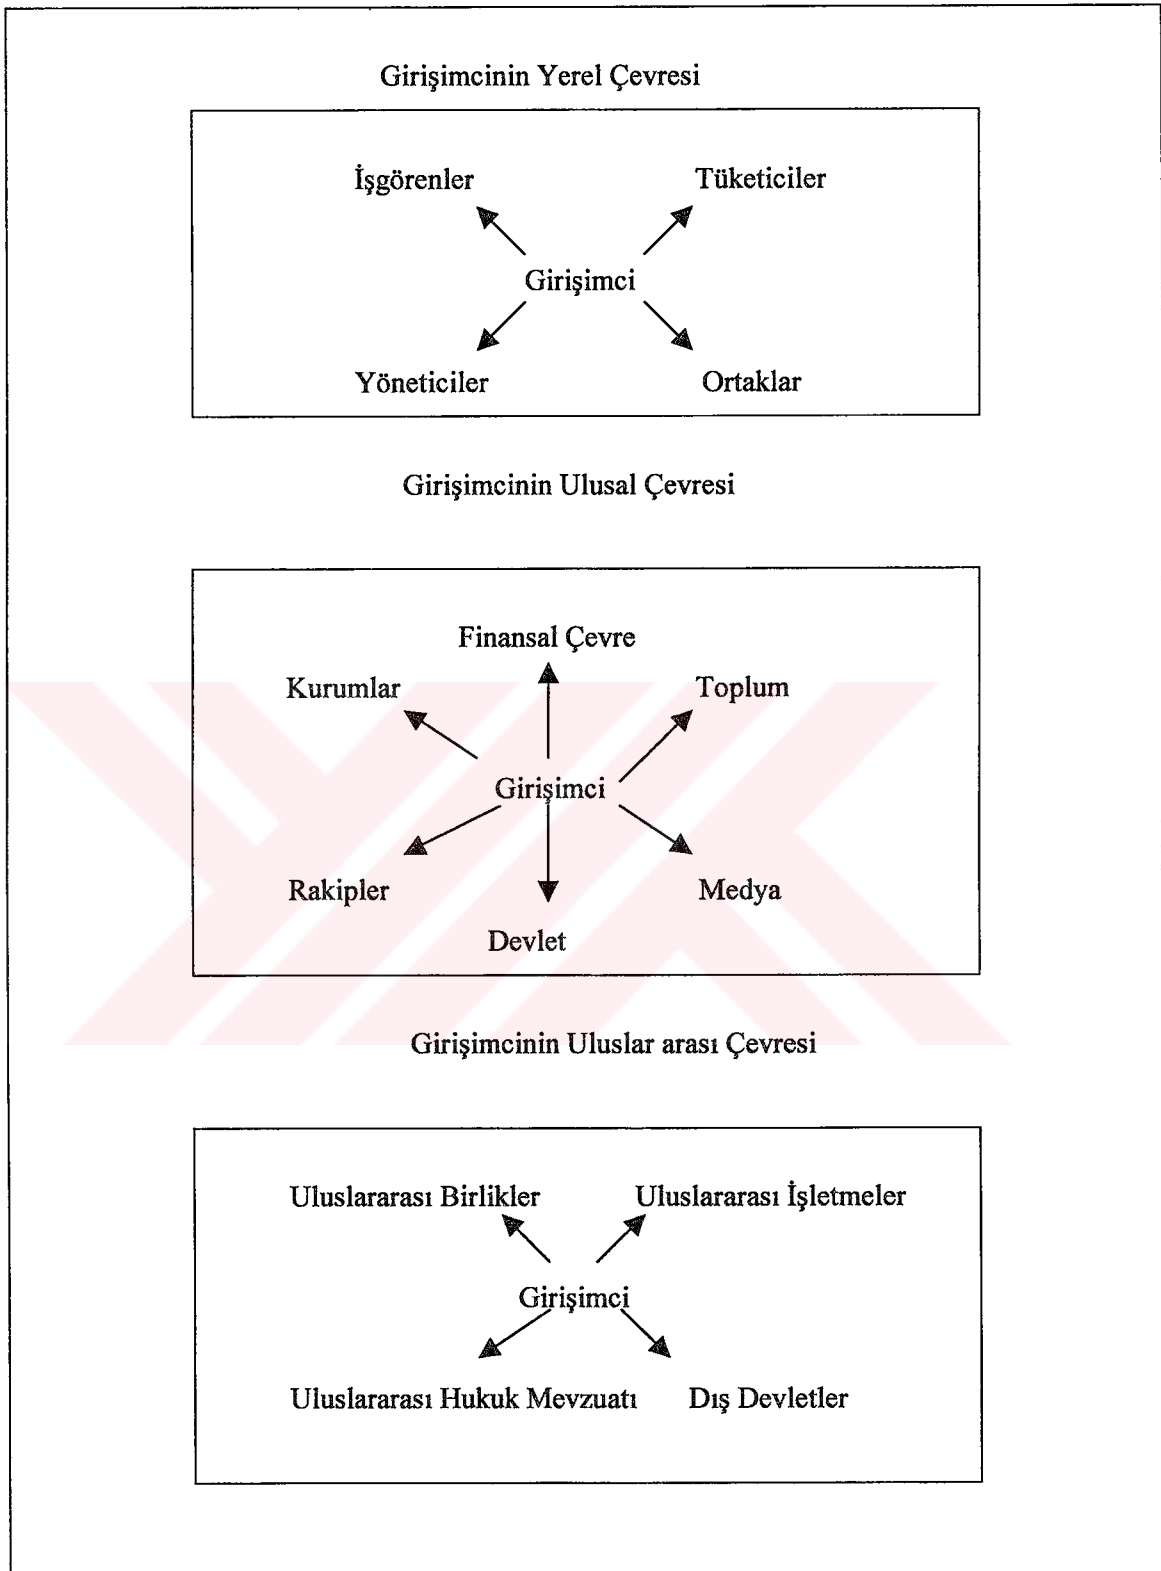 Girişimcinin Yerel Çevresi
İşgörenler Tüketiciler
Girişimci
Yöneticiler Ortaklar
Girişimcinin Ulusal Çevresi
Finansal Çevre
Kurumlar Toplum
Girişimci
Rakipler Medya
Devlet
Girişimcinin Uluslar arası Çevresi
Uluslararası Birlikler Uluslararası İşletmeler
Girişimci
Uluslararası Hukuk Mevzuatı Dış Devletler